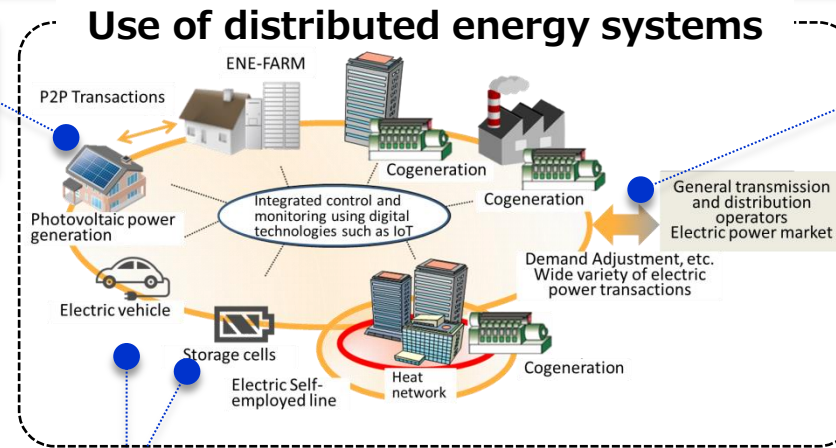 Use of distributed energy systems
ENE-FARM
P2P Transactions
Cogeneration
Cogeneration
General transmission
and distribution
operators
Electric power market
Integrated control and
monitoring using digital
technologies such as IoT
Photovoltaic power
generation
Demand Adjustment, etc.
Wide variety of electric
power transactions
Electric vehicle
Storage cells
Cogeneration
Heat
network
Electric Self-
employed line